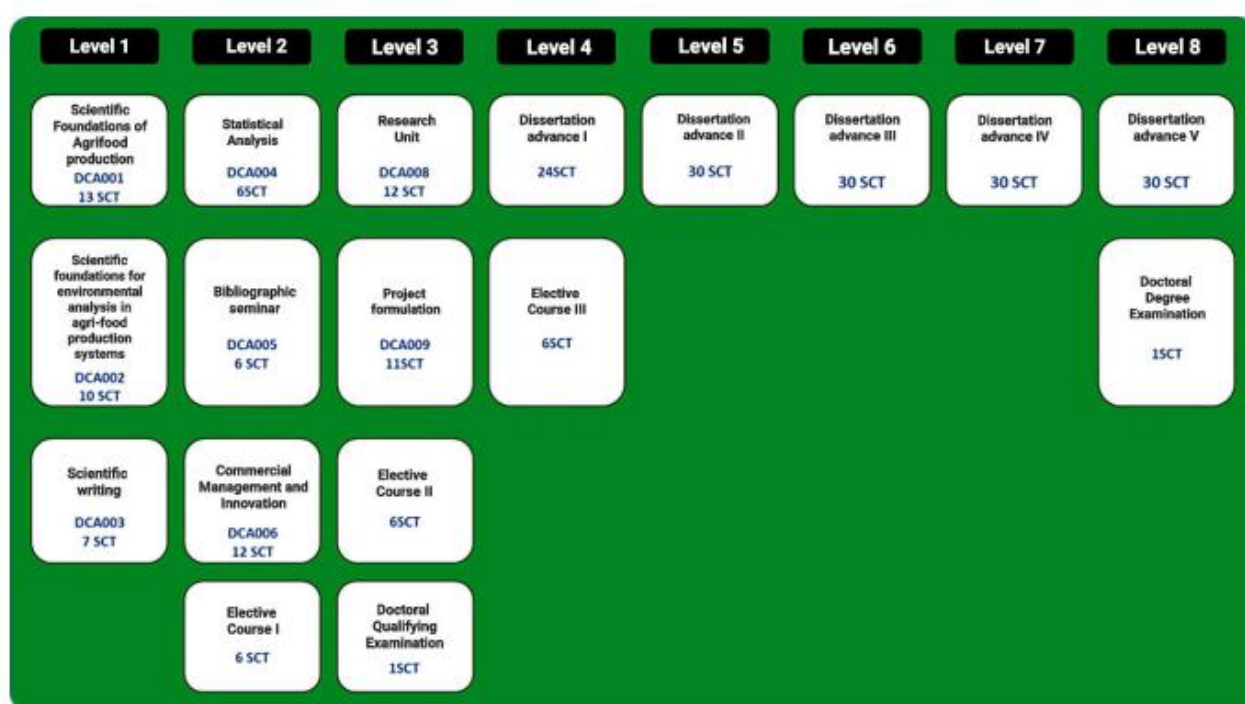 Level 1
Level 2
Level 3
Level 4
Level 5
Level 6
Level 7
Level 8
Scientific
Foundations of
Agrifood
production
DCA001
13 SCT
Statistical
Analysis
DCA004
6SCT
Research
Unit
DCA008
12 SCT
Dissertation
advance I
24SCT
Dissertation
advance II
30 SCT
Dissertation
advance III
30 SCT
Dissertation
advance IV
30 SCT
Dissertation
advance V
30 SCT
Scientific
foundations for
environmental
analysis in
agri-food
production
systems
DCA002
10 SCT
Bibliographic
seminar
DCA005
6 SCT
Project
formulation
DCA009
11SCT
Elective
Course III
6SCT
Doctoral
Degree
Examination
1SCT
Scientific
writing
DCA003
7 SCT
Commercial
Management and
Innovation
DCA006
12 SCT
Elective
Course II
6SCT
Elective
Course I
6 SCT
Doctoral
Qualifying
Examination
1SCT